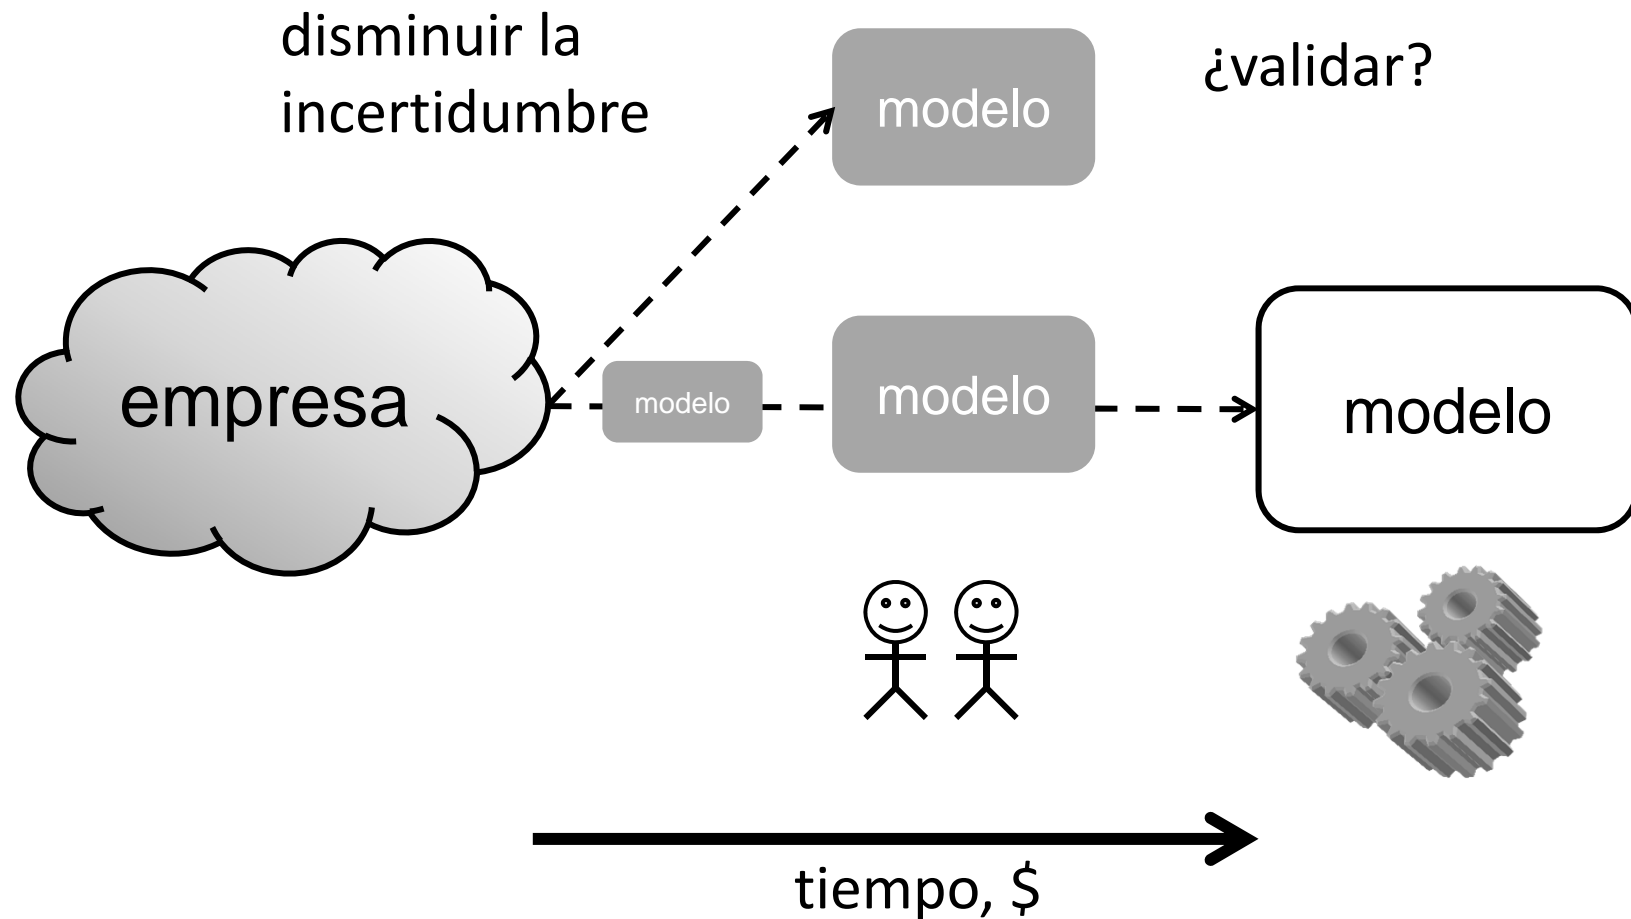 disminuir la
incertidumbre
modelo
¿validar?
empresa
modelo
modelo
modelo
tiempo, $